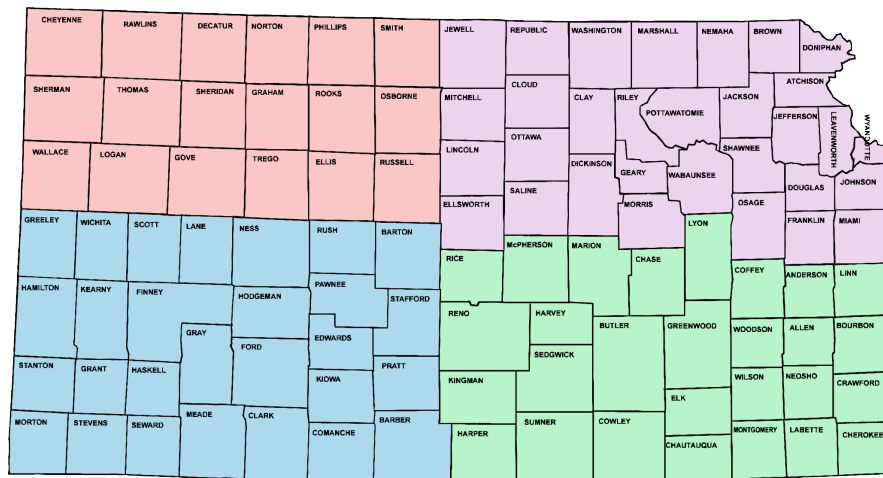 CHEYENNE
RAWLINS
DECATUR
NORTON
PHILLIPS
SMITH
JEWELL
REPUBLIC
WASHINGTON
MARSHALL
NEMAHA
BROWN
DONIPHAN
SHERMAN
THOMAS
SHERIDAN
GRAHAM
ROOKS
OSBORNE
MITCHELL
CLOUD
CLAY
RILEY
POTTAWATOMIE
JACKSON
ATCHISON
JEFFERSON
LEAVENWORTH
WYANDOTTE
WALLACE
LOGAN
GOVE
TREGO
ELLIS
RUSSELL
LINCOLN
OTTAWA
DICKINSON
GEARY
WABAUNSEE
SHAWNEE
DOUGLAS
JOHNSON
ELLSWORTH
SALINE
MORRIS
OSAGE
FRANKLIN
MIAMI
GREELEY
WICHITA
SCOTT
LANE
NESS
RUSH
BARTON
RICE
McPHERSON
MARION
CHASE
LYON
COFFEY
ANDERSON
LINN
HAMILTON
KEARNY
FINNEY
HODGEMAN
PAWNEE
STAFFORD
RENO
HARVEY
BUTLER
GREENWOOD
WOODSON
ALLEN
BOURBON
GRAY
FORD
EDWARDS
SEDGWICK
STANTON
GRANT
HASKELL
KIOWA
PRATT
KINGMAN
ELK
WILSON
NEOSHO
CRAWFORD
MORTON
STEVENS
SEWARD
MEADE
CLARK
COMANCHE
BARBER
HARPER
SUMNER
COWLEY
CHAUTAUQUA
MONTGOMERY
LABETTE
CHEROKEE